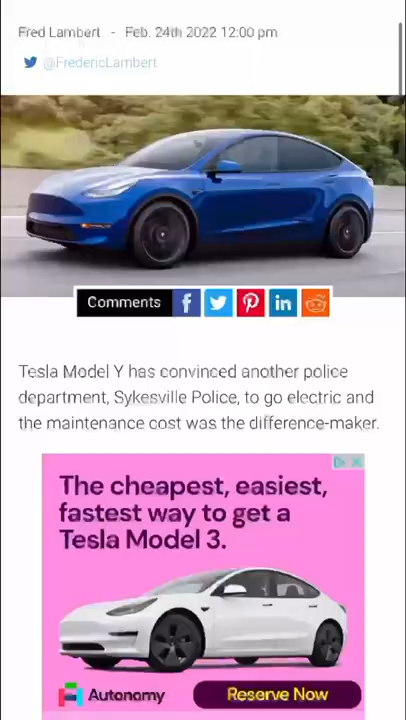 Fred Lambert - Feb. 24th 2022 12:00 pm
@FredericLambert
Comments
Tesla Model Y has convinced another police
department, Sykesville Police, to go electric and
the maintenance cost was the difference-maker.
The cheapest, easiest,
fastest way to get a
Tesla Model 3.
Autonomy
Reserve Now